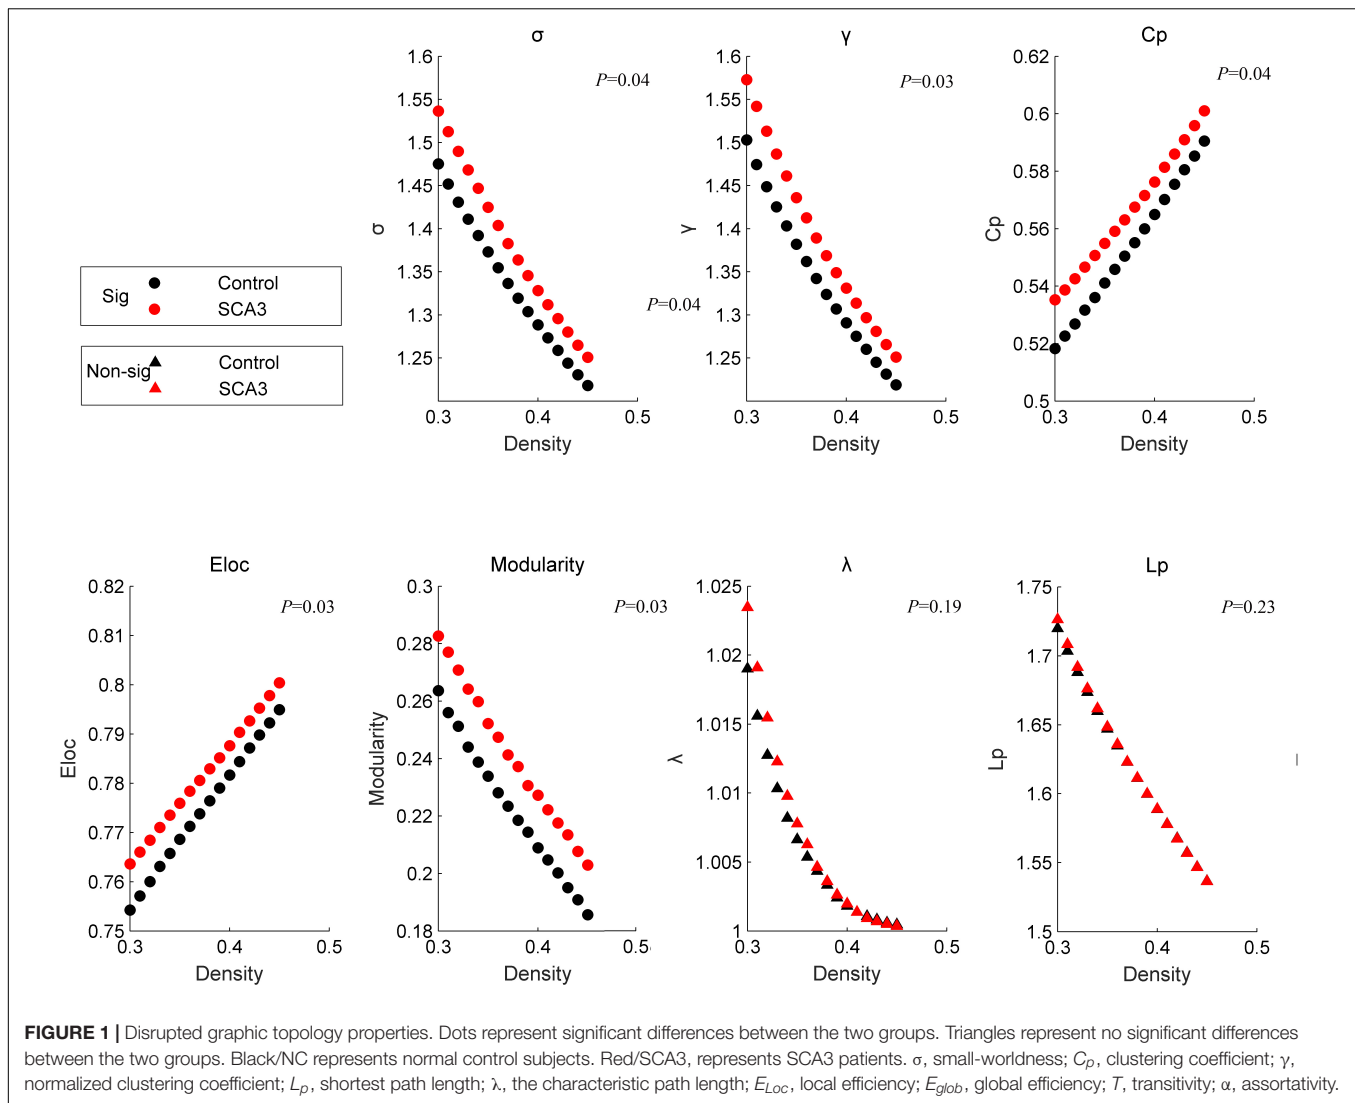 σ
1.6
1.55
1.5
1.45
1.4
1.35
1.3
1.25
0.3
0.4
0.5
σ
Density
P=0.04
P=0.04
γ
1.6
1.55
1.5
1.45
1.4
1.35
1.3
1.25
0.3
0.4
0.5
γ
Density
P=0.03
Cp
0.62
0.6
0.58
0.56
0.54
0.52
0.5
0.3
0.4
0.5
Cp
Density
P=0.04
Sig
Control
SCA3
Non-sig
Control
SCA3
Eloc
0.82
0.81
0.8
0.79
0.78
0.77
0.76
0.75
0.3
0.4
0.5
Eloc
Density
P=0.03
Modularity
0.3
0.28
0.26
0.24
0.22
0.2
0.18
0.3
0.4
0.5
Modularity
Density
P=0.03
λ
1.025
1.02
1.015
1.01
1.005
1
0.3
0.4
0.5
λ
Density
P=0.19
Lp
1.75
1.7
1.65
1.6
1.55
1.5
0.3
0.4
0.5
Lp
Density
P=0.23
FIGURE 1 | Disrupted graphic topology properties. Dots represent significant differences between the two groups. Triangles represent no significant differences
between the two groups. Black/NC represents normal control subjects. Red/SCA3, represents SCA3 patients. σ, small-worldness; Cp, clustering coefficient; γ,
normalized clustering coefficient; Lp, shortest path length; λ, the characteristic path length; ELoc, local efficiency; Eglob, global efficiency; T, transitivity; α, assortativity.